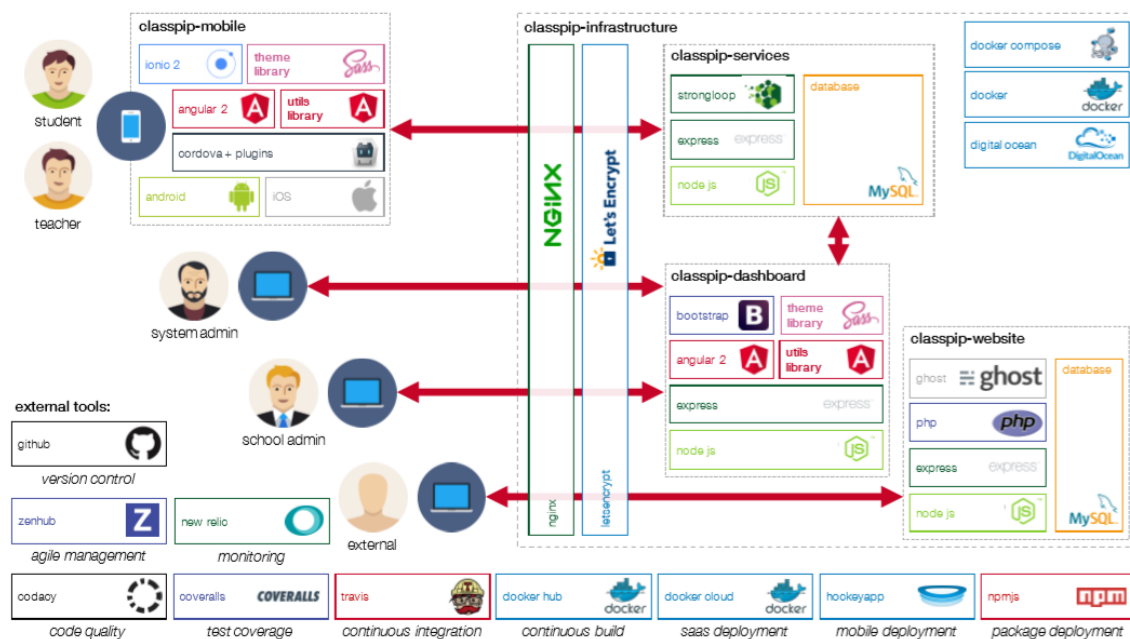 classpip-mobile
ionic 2
theme
library
Sass
angular 2
A
utils
library
A
cordova + plugins
android
iOS
student
teacher
classpip-infrastructure
NGINX
nginx
Let's Encrypt
letsencrypt
classpip-services
strongloop
express
express
node js
JS
database
MySQL
docker compose
docker
docker
digital ocean
DigitalOcean
system admin
school admin
external
classpip-dashboard
bootstrap
B
theme
library
Sass
angular 2
A
utils
library
A
express
express
node js
JS
classpip-website
ghost
ghost
php
php
express
express
node js
JS
database
MySQL
external tools:
github
version control
zenhub
Z
agile management
new relic
monitoring
codacy
code quality
coveralls
COVERALLS
test coverage
travis
continuous integration
docker hub
docker
continuous build
docker cloud
docker
saas deployment
hockeyapp
mobile deployment
npmjs
npm
package deployment